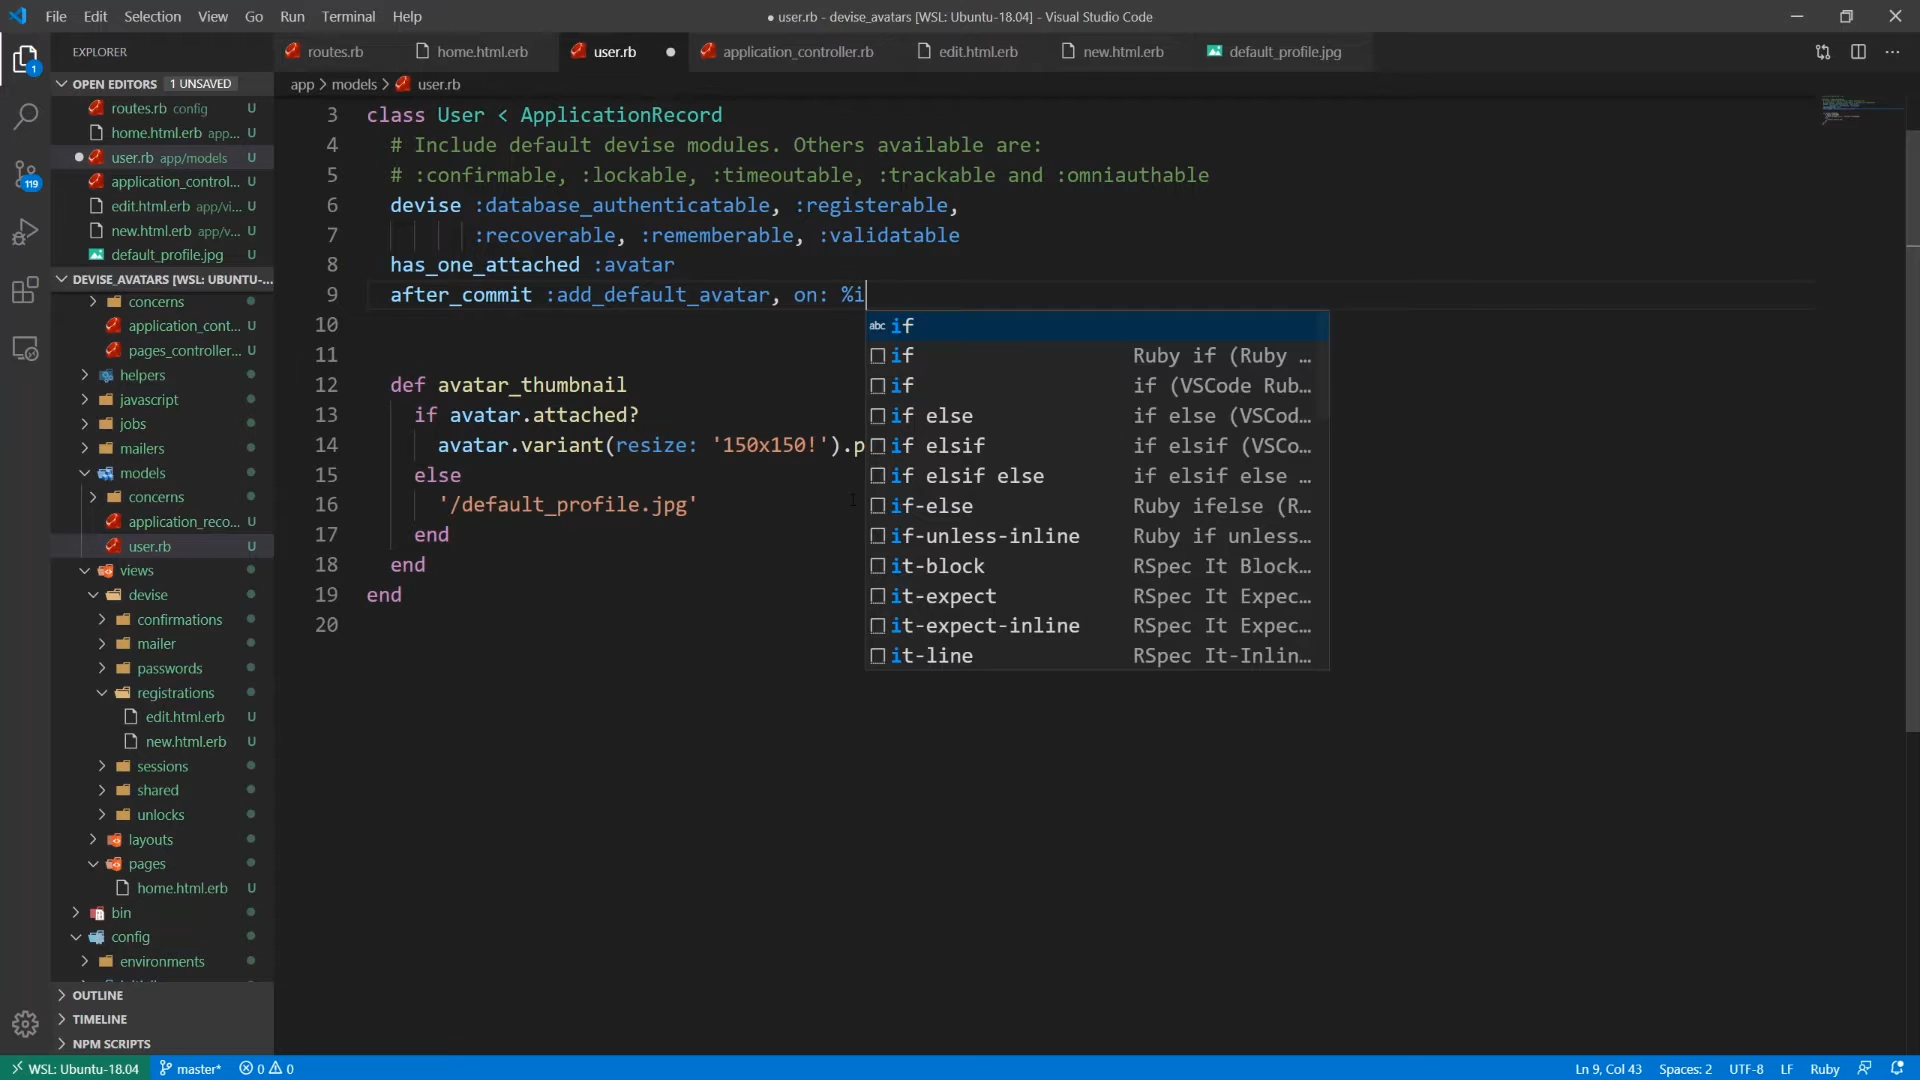 File Edit Selection View Go Run Terminal Help
● user.rb - devise_avatars [WSL: Ubuntu-18.04] - Visual Studio Code
EXPLORER
routes.rb
home.html.erb
user.rb
application_controller.rb
edit.html.erb
new.html.erb
default_profile.jpg
1
119
OPEN EDITORS 1 UNSAVED
routes.rb config U
home.html.erb app... U
user.rb app/models U
application_control... U
edit.html.erb app/vi... U
new.html.erb app/v... U
default_profile.jpg U
DEVISE_AVATARS [WSL: UBUNTU-...
concerns
application_cont... U
pages_controller... U
helpers
javascript
jobs
mailers
models
concerns
application_reco... U
user.rb U
views
devise
confirmations
mailer
passwords
registrations
edit.html.erb U
new.html.erb U
sessions
shared
unlocks
layouts
pages
home.html.erb U
bin
config
environments
OUTLINE
TIMELINE
NPM SCRIPTS
app > models > user.rb
3 class User < ApplicationRecord
4 # Include default devise modules. Others available are:
5 # :confirmable, :lockable, :timeoutable, :trackable and :omniauthable
6 devise :database_authenticatable, :registerable,
7 :recoverable, :rememberable, :validatable
8 has_one_attached :avatar
9 after_commit :add_default_avatar, on: %i
10
11
12 def avatar_thumbnail
13 if avatar.attached?
14 avatar.variant(resize: '150x150!').p
15 else
16 '/default_profile.jpg'
17 end
18 end
19 end
20
abc if
if Ruby if (Ruby ...
if if (VSCode Rub...
if else if else (VSCod...
if elsif if elsif (VSCo...
if elsif else if elsif else ...
if-else Ruby ifelse (R...
if-unless-inline Ruby if unless...
it-block RSpec It Block...
it-expect RSpec It Expec...
it-expect-inline RSpec It Expec...
it-line RSpec It-Inlin...
WSL: Ubuntu-18.04 master* 0 0
Ln 9, Col 43 Spaces: 2 UTF-8 LF Ruby